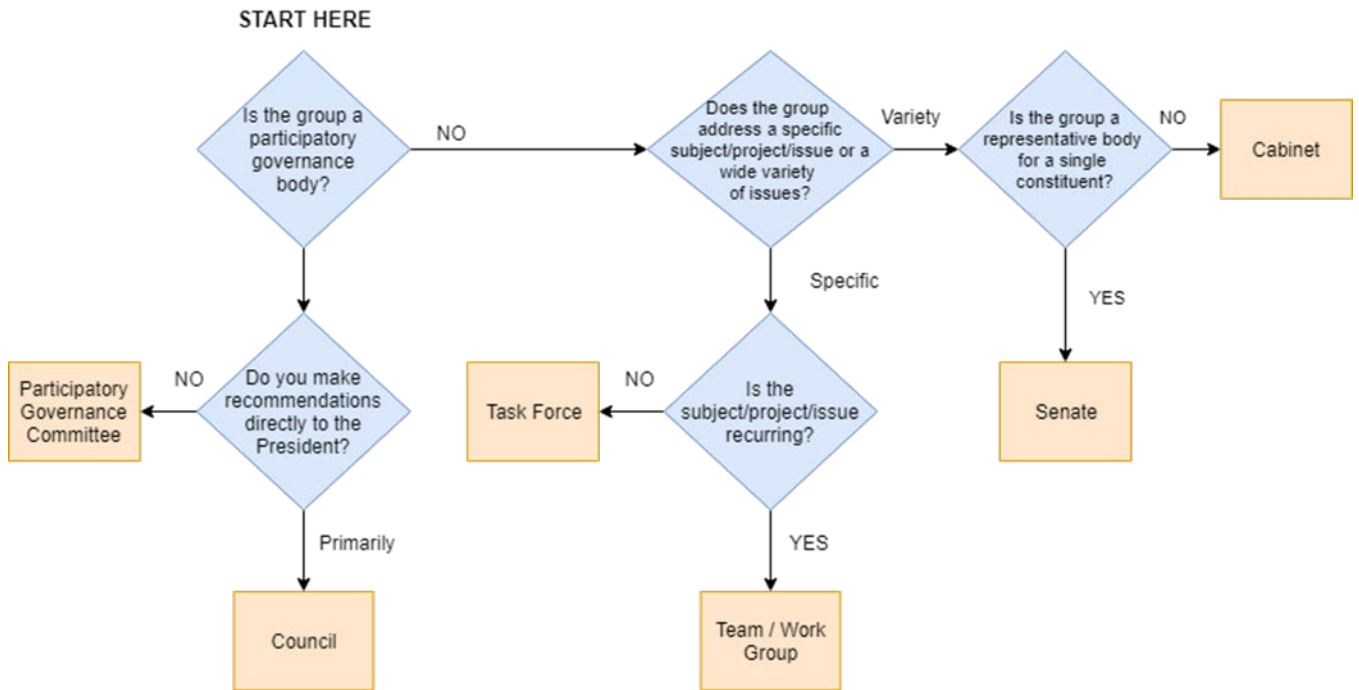 START HERE
Is the group a
participatory
governance
body?
NO
Does the group
address a specific
subject/project/issue or a
wide variety
of issues?
Variety
Is the group a
representative body
for a single
constituent?
NO
Cabinet
Specific
YES
Participatory
Governance
Committee
NO
Do you make
recommendations
directly to the
President?
Task Force
NO
Is the
subject/project/issue
recurring?
Senate
Primarily
YES
Council
Team / Work
Group